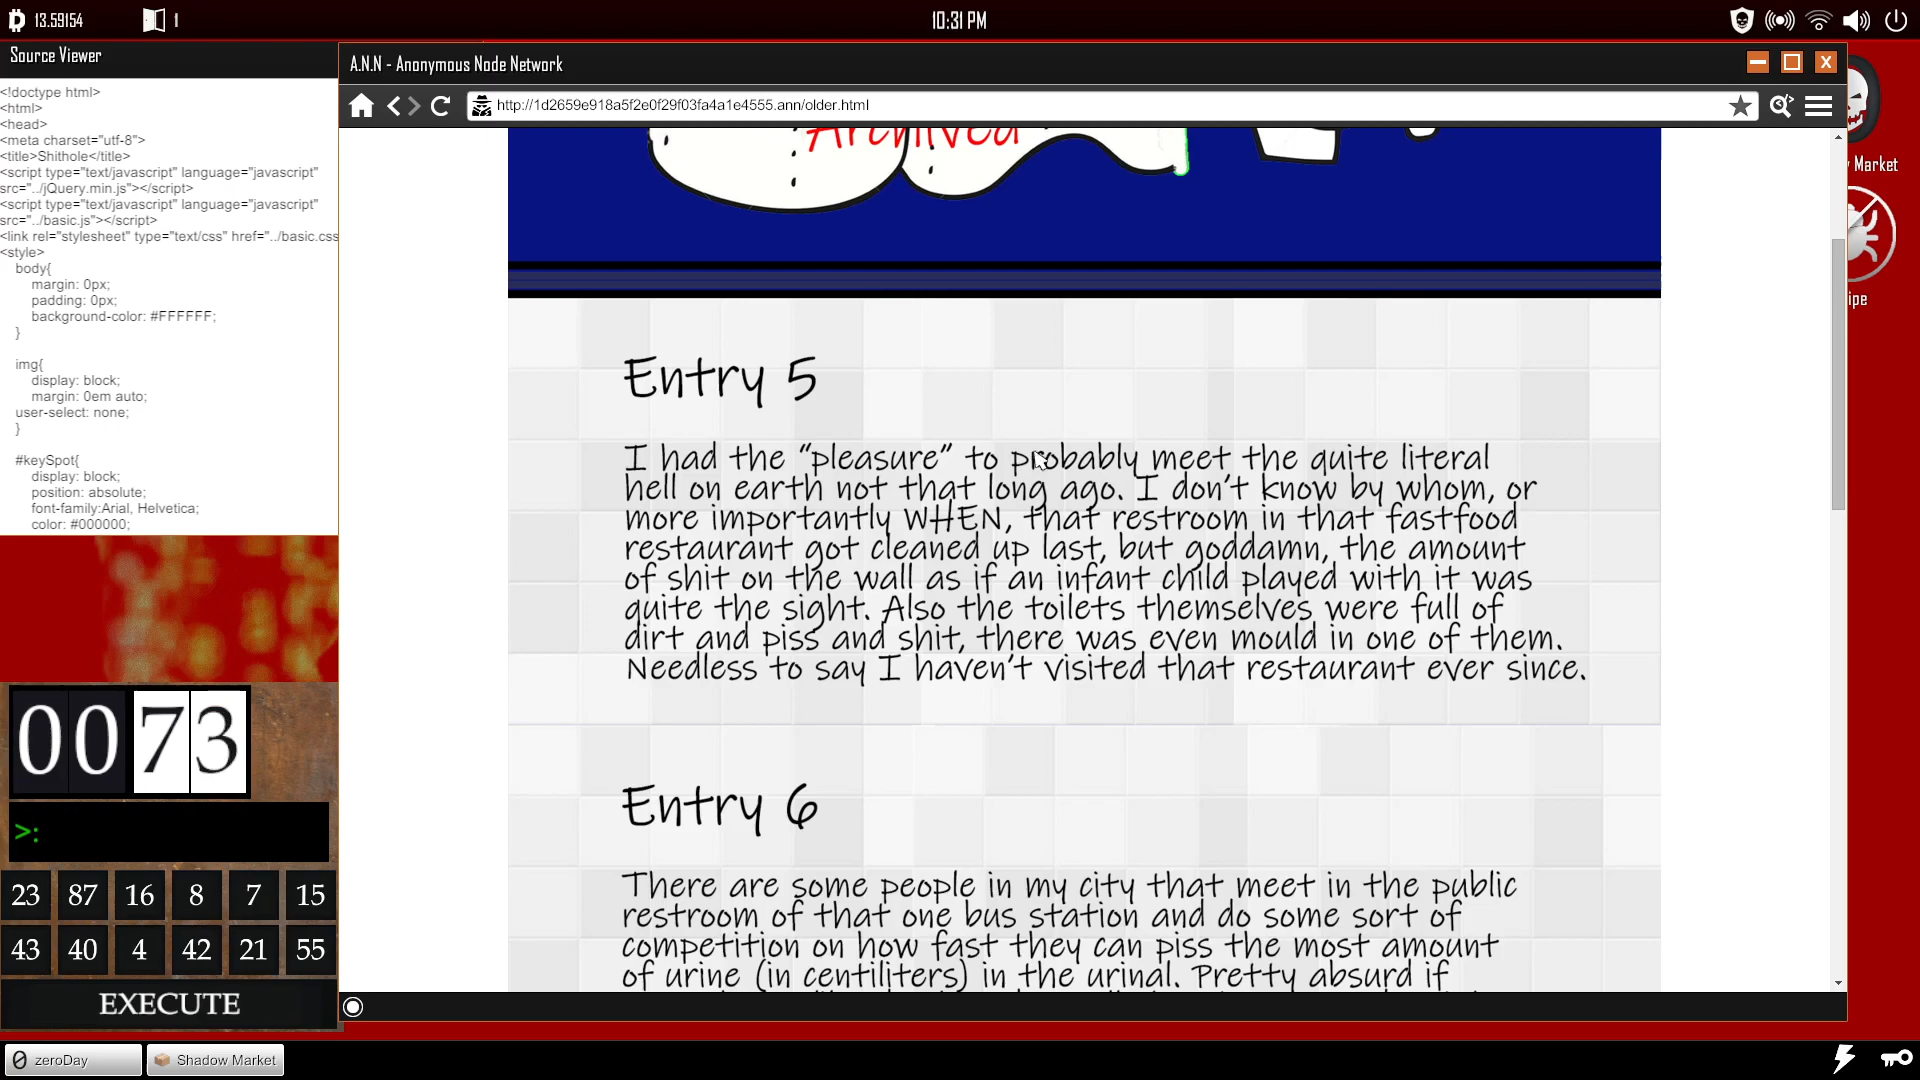 13.59154
1
10:31 PM
Source Viewer
<!doctype html>
<html>
<head>
<meta charset="utf-8">
<title>Shithole</title>
<script type="text/javascript" language="javascript"
src="../jQuery.min.js"></script>
<script type="text/javascript" language="javascript"
src="../basic.js"></script>
<link rel="stylesheet" type="text/css" href="../basic.css
<style>
body{
margin: 0px;
padding: 0px;
background-color: #FFFFFF;
}
img{
display: block;
margin: 0em auto;
user-select: none;
}
#keySpot{
display: block;
position: absolute;
font-family:Arial, Helvetica;
color: #000000;
0073
>:
23 87 16 8 7 15
43 40 4 42 21 55
EXECUTE
A.N.N - Anonymous Node Network
http://1d2659e918a5f2e0f29f03fa4a1e4555.ann/older.html
Archived
Entry 5
I had the “pleasure” to probably meet the quite literal
hell on earth not that long ago. I don't know by whom, or
more importantly WHEN, that restroom in that fastfood
restaurant got cleaned up last, but goddamn, the amount
of shit on the wall as if an infant child played with it was
quite the sight. Also the toilets themselves were full of
dirt and piss and shit, there was even mould in one of them.
Needless to say I haven't visited that restaurant ever since.
Entry 6
There are some people in my city that meet in the public
restroom of that one bus station and do some sort of
competition on how fast they can piss the most amount
of urine (in centiliters) in the urinal. Pretty absurd if
Market
ipe
zeroDay
Shadow Market